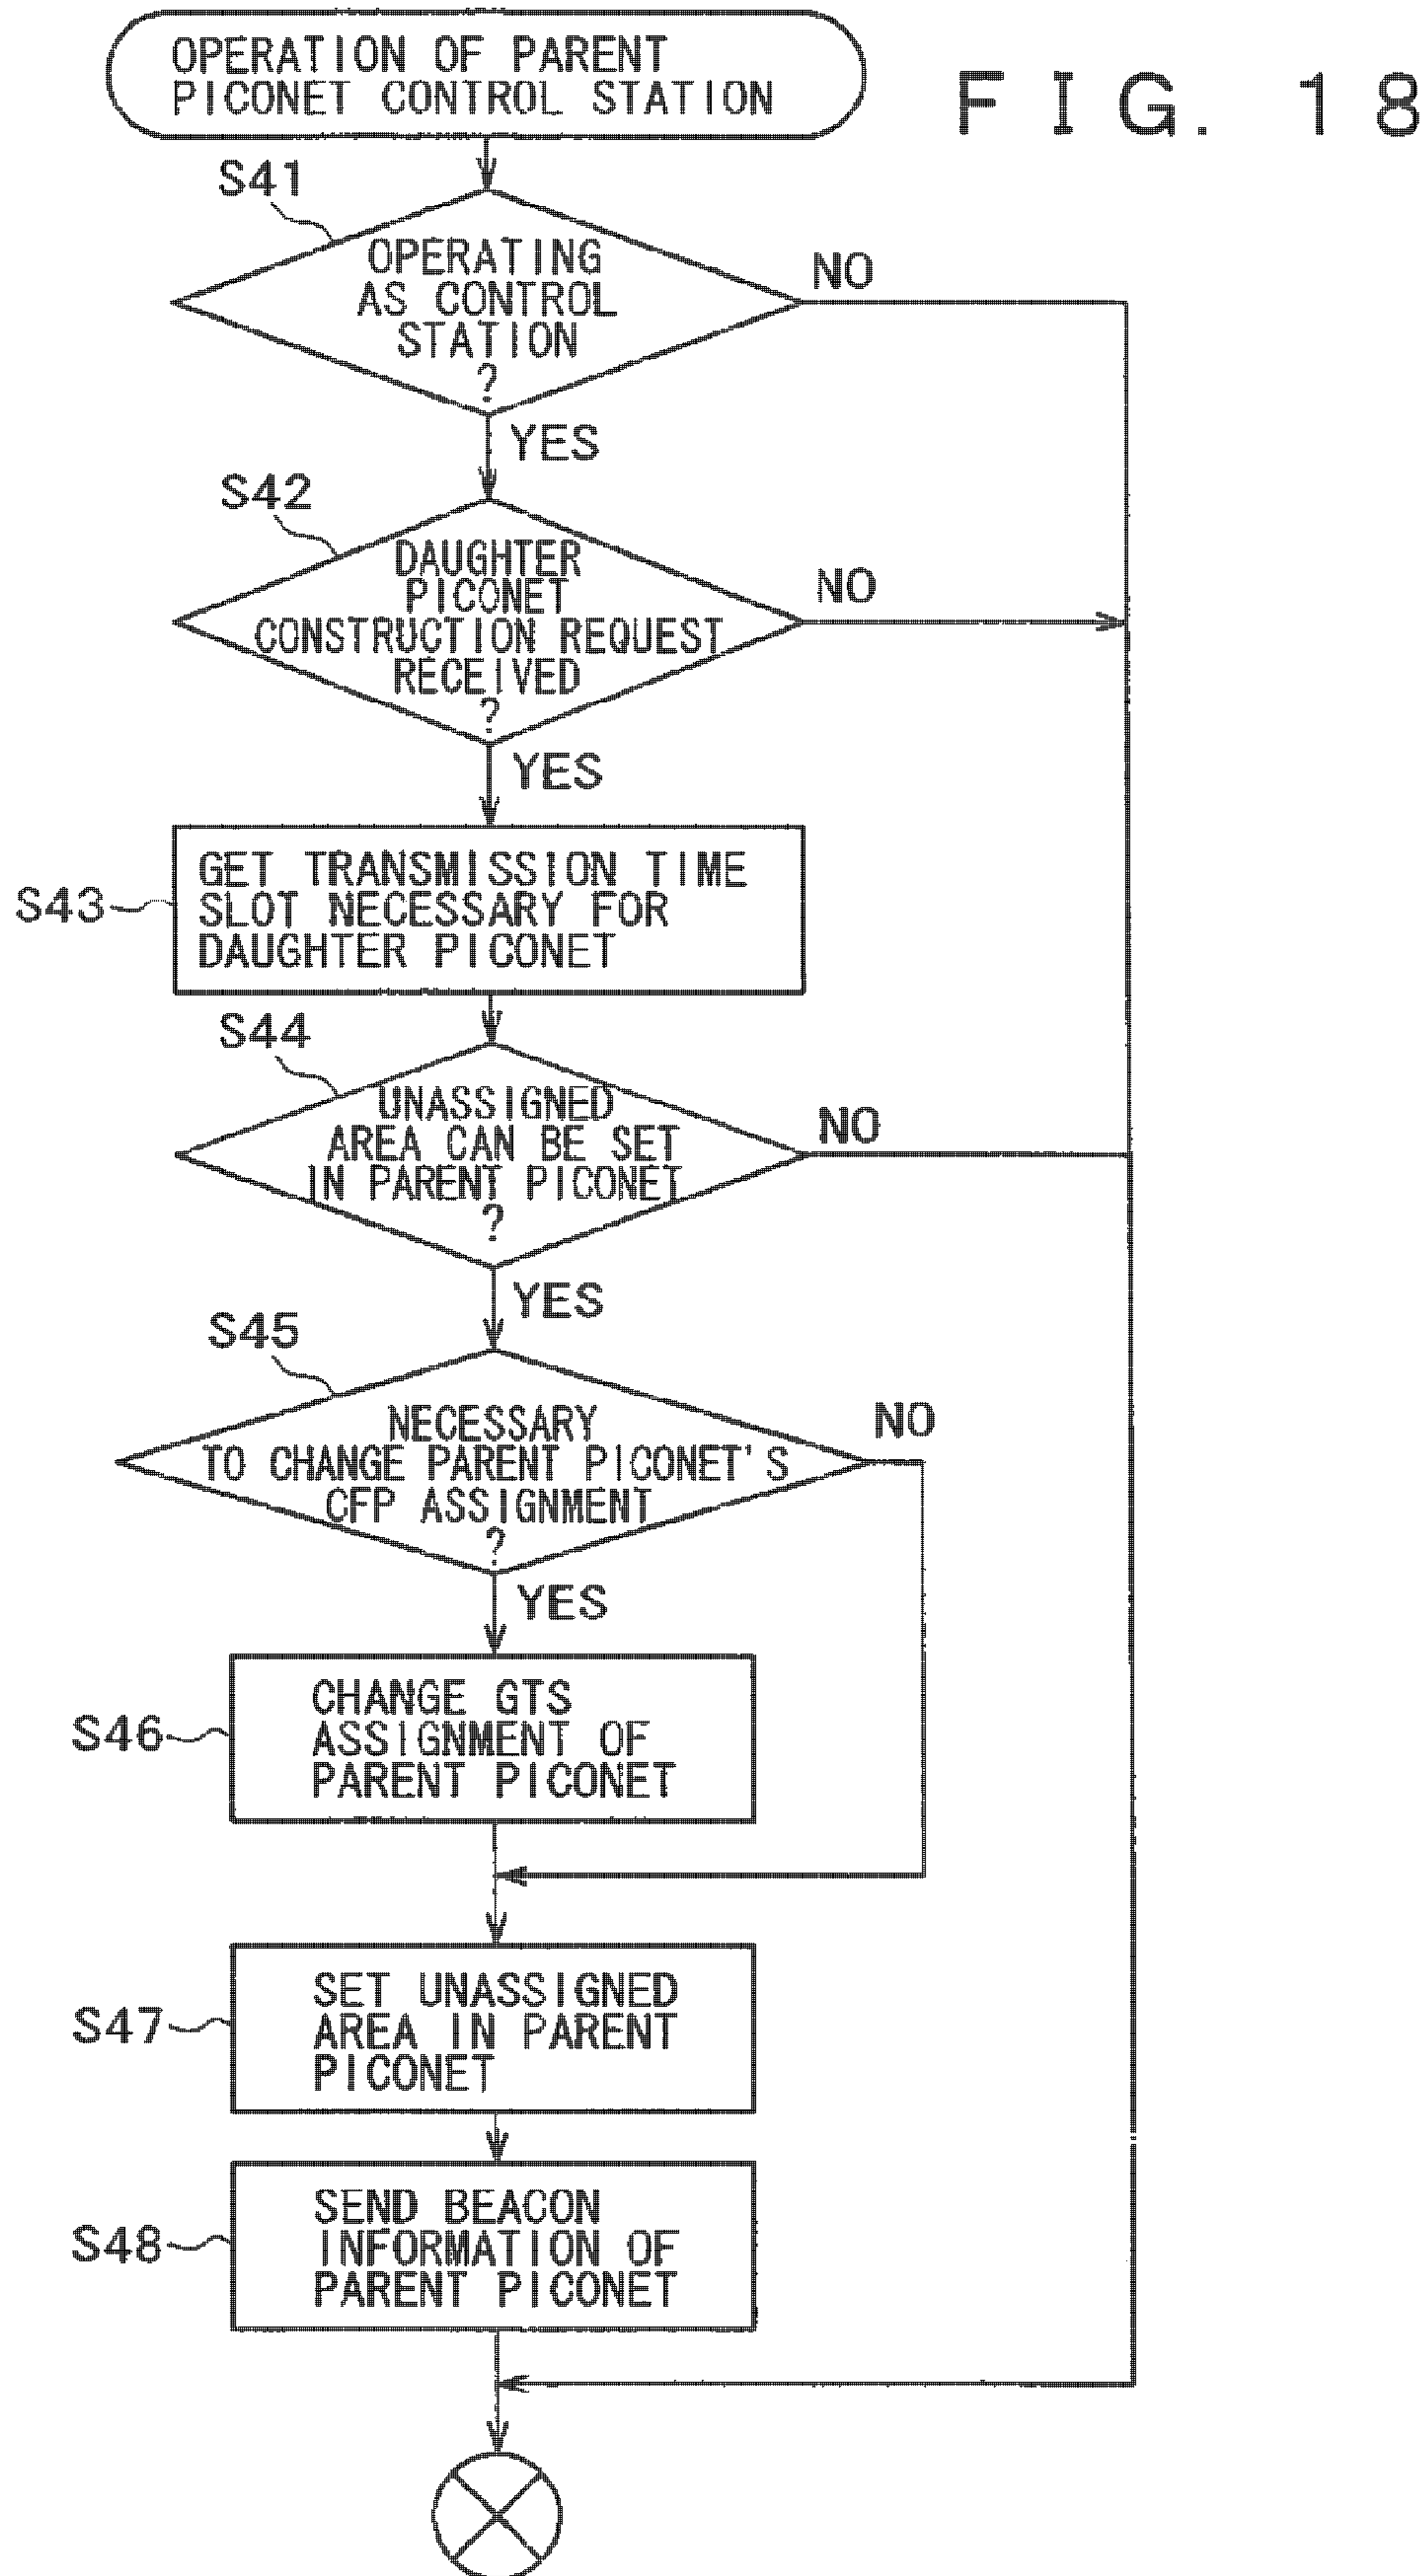 OPERATION OF PARENT
PICONET CONTROL STATION
FIG. 18
S41
OPERATING
AS CONTROL
STATION
?
NO
YES
S42
DAUGHTER
PICONET
CONSTRUCTION REQUEST
RECEIVED
?
NO
YES
S43
GET TRANSMISSION TIME
SLOT NECESSARY FOR
DAUGHTER PICONET
S44
UNASSIGNED
AREA CAN BE SET
IN PARENT PICONET
?
NO
YES
S45
NECESSARY
TO CHANGE PARENT PICONET'S
CFP ASSIGNMENT
?
NO
YES
S46
CHANGE GTS
ASSIGNMENT OF
PARENT PICONET
S47
SET UNASSIGNED
AREA IN PARENT
PICONET
S48
SEND BEACON
INFORMATION OF
PARENT PICONET